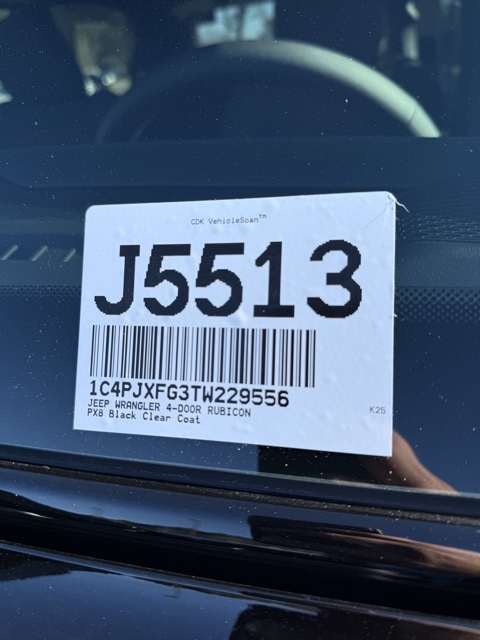 CDK VehicleScan™
J5513
1C4PJXFG3TW229556
JEEP WRANGLER 4-DOOR RUBICON
PX8 Black Clear Coat
K25